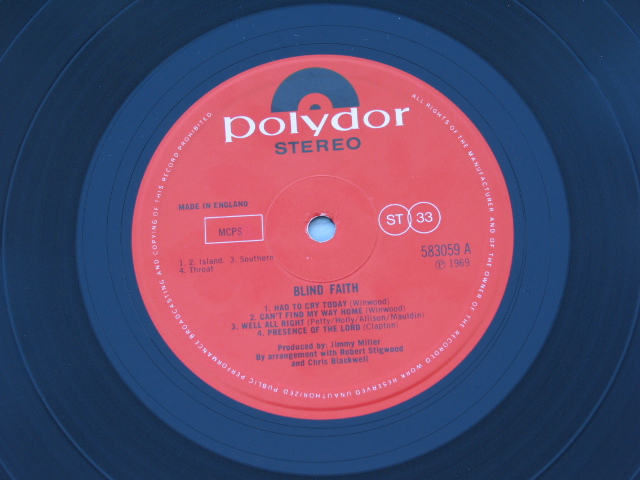 polydor
STEREO
MADE IN ENGLAND
MCPS
ST 33
1. 2. Island. 3. Southern
4. Throat
583059 A
℗ 1969
BLIND FAITH
1. HAD TO CRY TODAY (Winwood)
2. CAN'T FIND MY WAY HOME (Winwood)
3. WELL ALL RIGHT (Petty/Holly/Allison/Mauldin)
4. PRESENCE OF THE LORD (Clapton)
Produced by: Jimmy Miller
By arrangement with Robert Stigwood
and Chris Blackwell
ALL RIGHTS OF THE MANUFACTURER AND OF THE OWNER OF THE RECORDED WORK RESERVED UNAUTHORIZED PUBLIC PERFORMANCE BROADCASTING AND COPYING OF THIS RECORD PROHIBITED